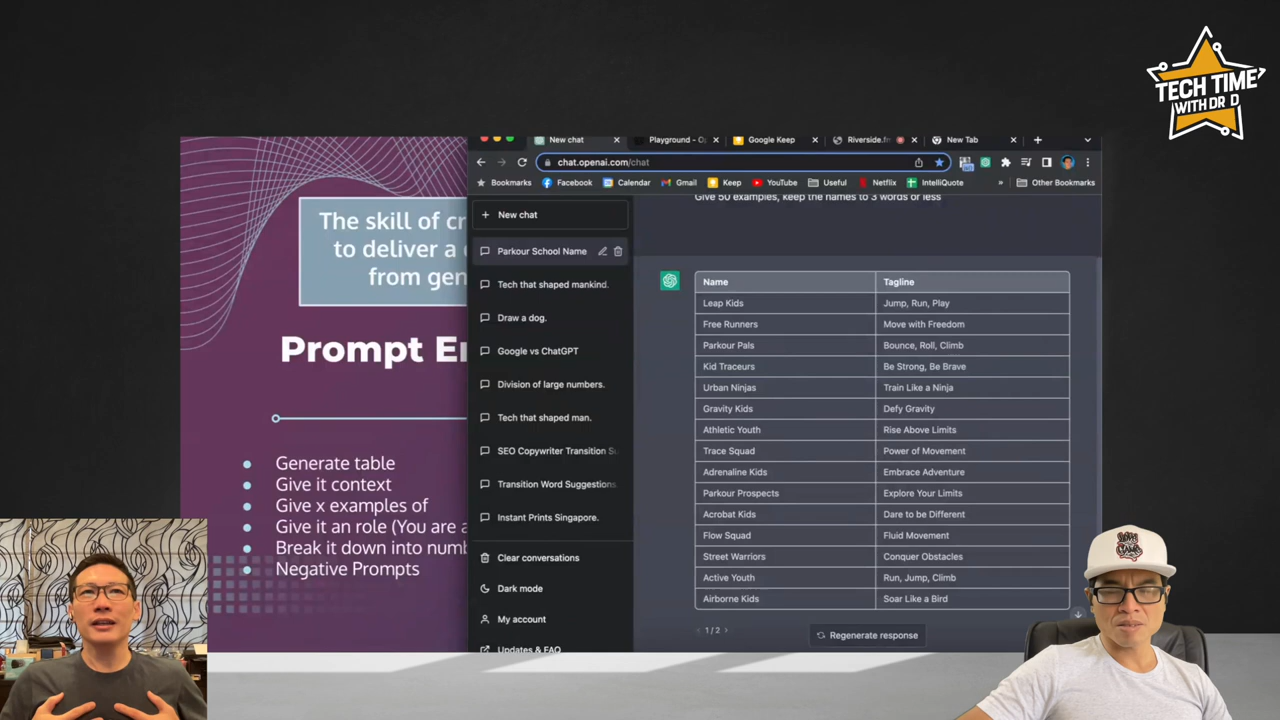 TECH TIME
WITH DR D
The skill of cr
to deliver a
from gen
Prompt En
Generate table
Give it context
Give x examples of
Give it an role (You are a
Break it down into numb
Negative Prompts
New chat
Playground - O
Google Keep
Riverside.fm
New Tab
chat.openai.com/chat
Bookmarks
Facebook
Calendar
Gmail
Keep
YouTube
Useful
Netflix
IntelliQuote
»
Other Bookmarks
+ New chat
Parkour School Name
Tech that shaped mankind.
Draw a dog.
Google vs ChatGPT
Division of large numbers.
Tech that shaped man.
SEO Copywriter Transition Su
Transition Word Suggestions
Instant Prints Singapore.
Clear conversations
Dark mode
My account
Updates & FAQ
Give 50 examples, keep the names to 3 words or less
Name Tagline
Leap Kids Jump, Run, Play
Free Runners Move with Freedom
Parkour Pals Bounce, Roll, Climb
Kid Traceurs Be Strong, Be Brave
Urban Ninjas Train Like a Ninja
Gravity Kids Defy Gravity
Athletic Youth Rise Above Limits
Trace Squad Power of Movement
Adrenaline Kids Embrace Adventure
Parkour Prospects Explore Your Limits
Acrobat Kids Dare to be Different
Flow Squad Fluid Movement
Street Warriors Conquer Obstacles
Active Youth Run, Jump, Climb
Airborne Kids Soar Like a Bird
1/2
Regenerate response